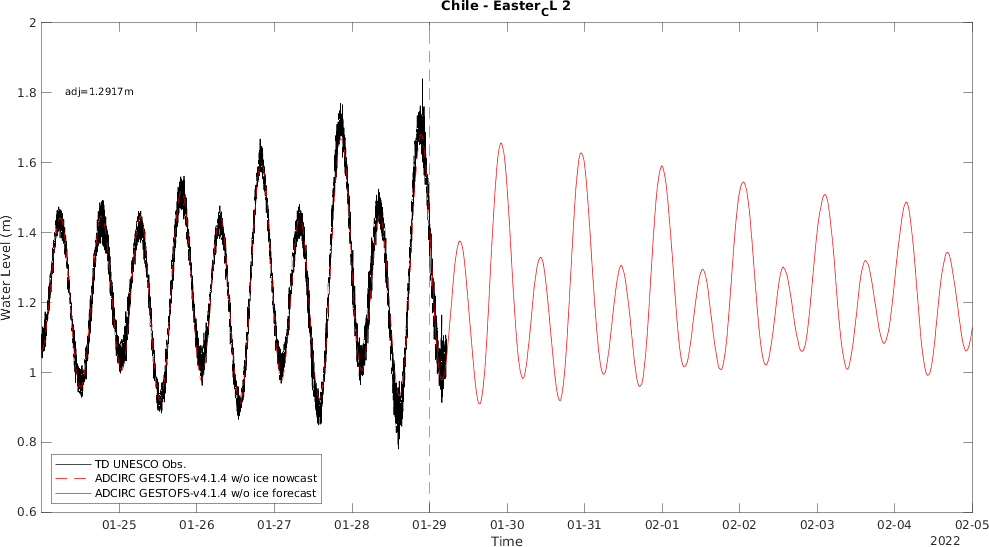 Chile - Easter_CL 2
2
1.8
adj=1.2917m
1.6
1.4
Water Level (m)
1.2
1
0.8
TD UNESCO Obs.
ADCIRC GESTOFS-v4.1.4 w/o ice nowcast
ADCIRC GESTOFS-v4.1.4 w/o ice forecast
0.6
01-25 01-26 01-27 01-28 01-29 01-30 01-31 02-01 02-02 02-03 02-04 02-05
Time
2022